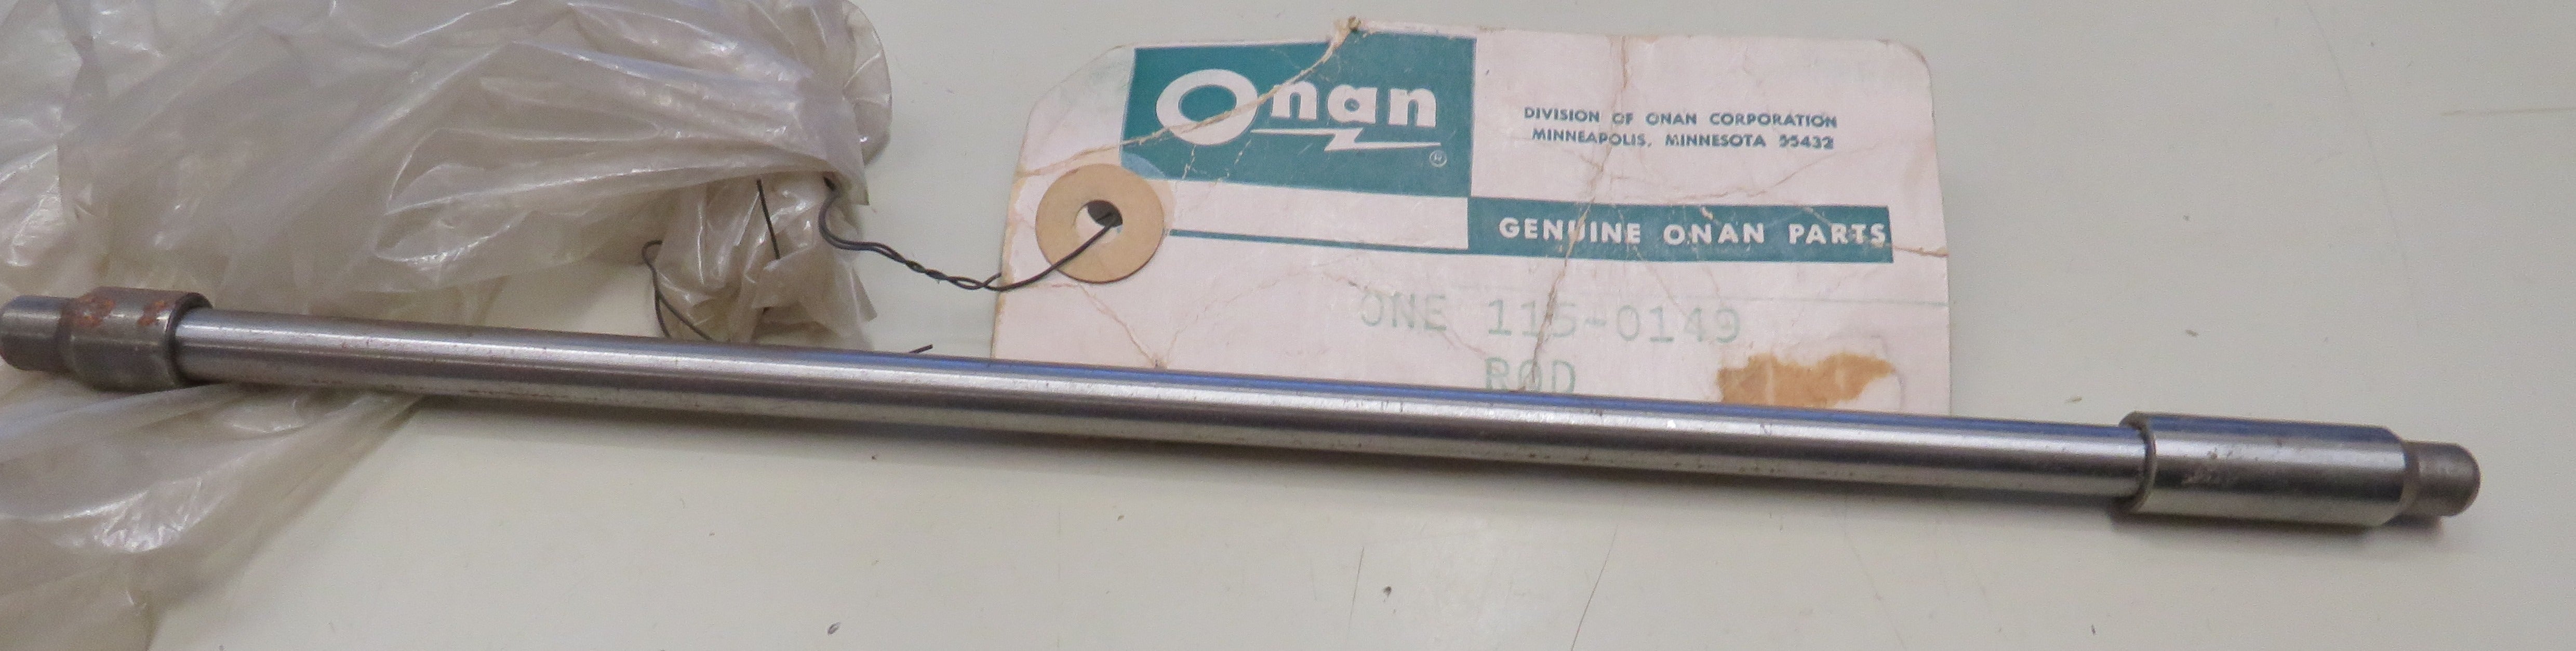 Onan
®
DIVISION OF ONAN CORPORATION
MINNEAPOLIS, MINNESOTA 55432
GENUINE ONAN PARTS
ONE 115-0149
ROD